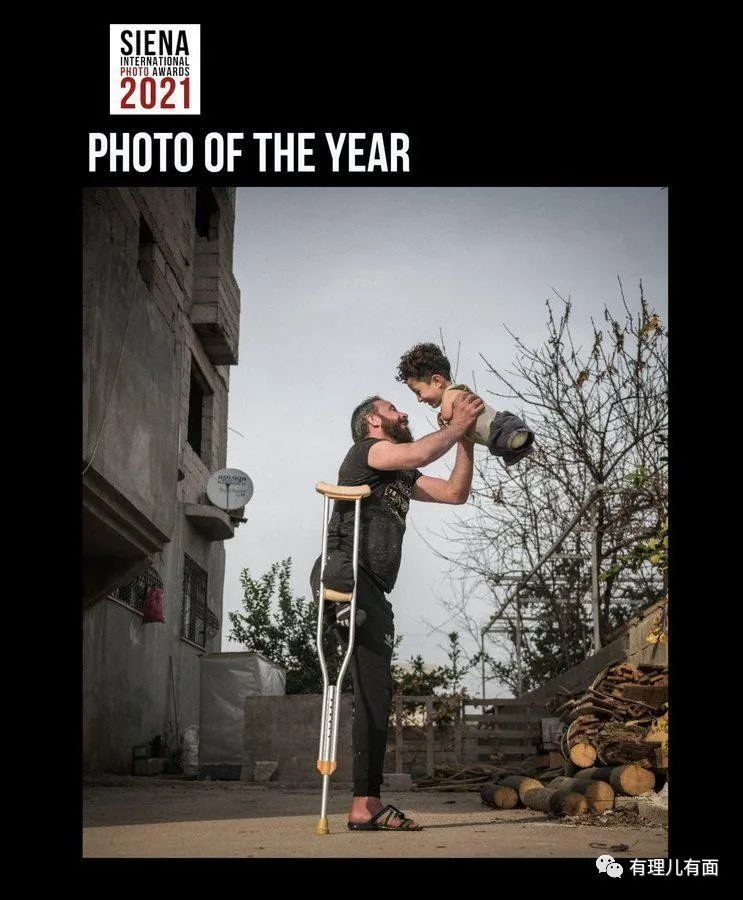 SIENA
INTERNATIONAL
PHOTO AWARDS
2021
PHOTO OF THE YEAR
有理儿有面